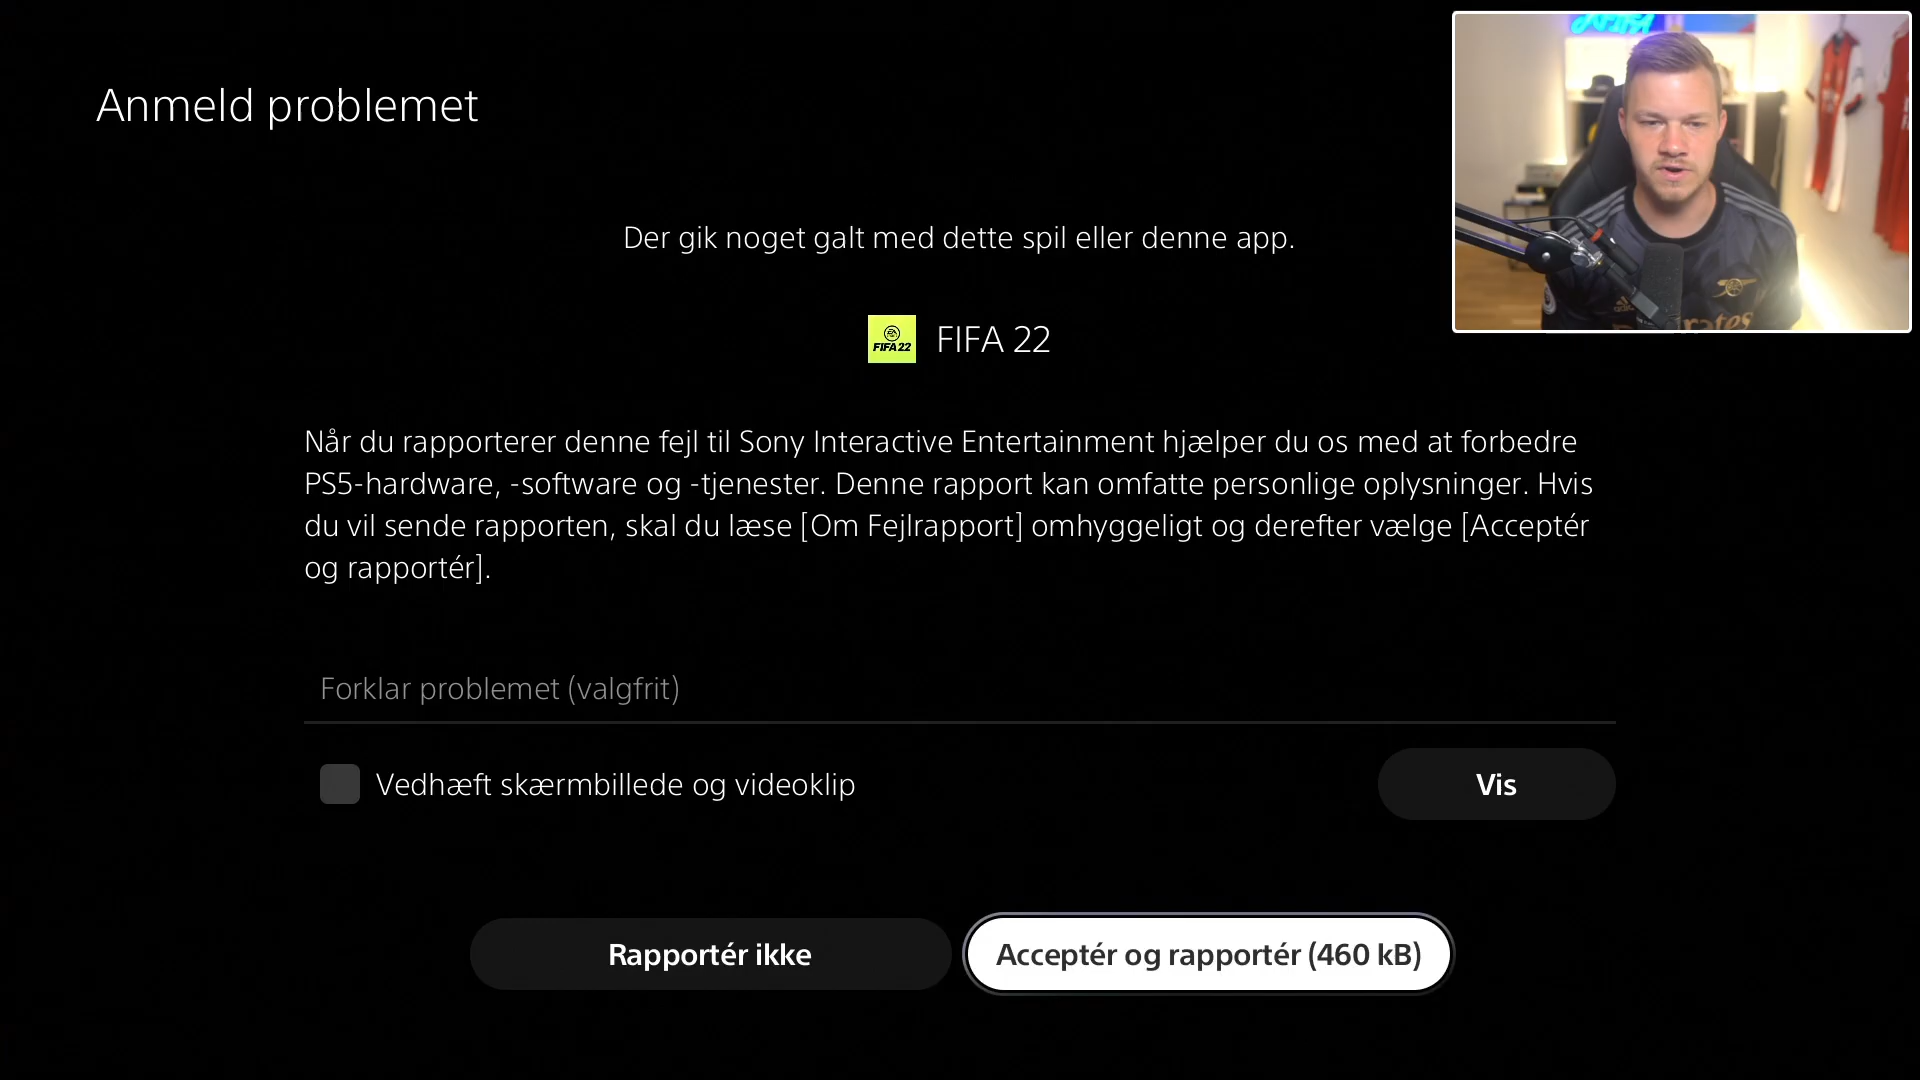 Anmeld problemet
Der gik noget galt med dette spil eller denne app.
FIFA 22
FIFA 22
Når du rapporterer denne fejl til Sony Interactive Entertainment hjælper du os med at forbedre
PS5-hardware, -software og -tjenester. Denne rapport kan omfatte personlige oplysninger. Hvis
du vil sende rapporten, skal du læse [Om Fejlrapport] omhyggeligt og derefter vælge [Acceptér
og rapportér].
Forklar problemet (valgfrit)
Vedhæft skærmbillede og videoklip
Vis
Rapportér ikke
Acceptér og rapportér (460 kB)